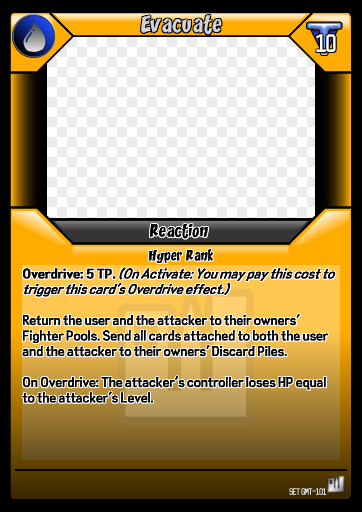 Evacuate
10
Reaction
Hyper Rank
Overdrive: 5 TP. (On Activate: You may pay this cost to
trigger this card's Overdrive effect.)
Return the user and the attacker to their owners'
Fighter Pools. Send all cards attached to both the user
and the attacker to their owners' Discard Piles.
On Overdrive: The attacker's controller loses HP equal
to the attacker's Level.
SET GMT-101